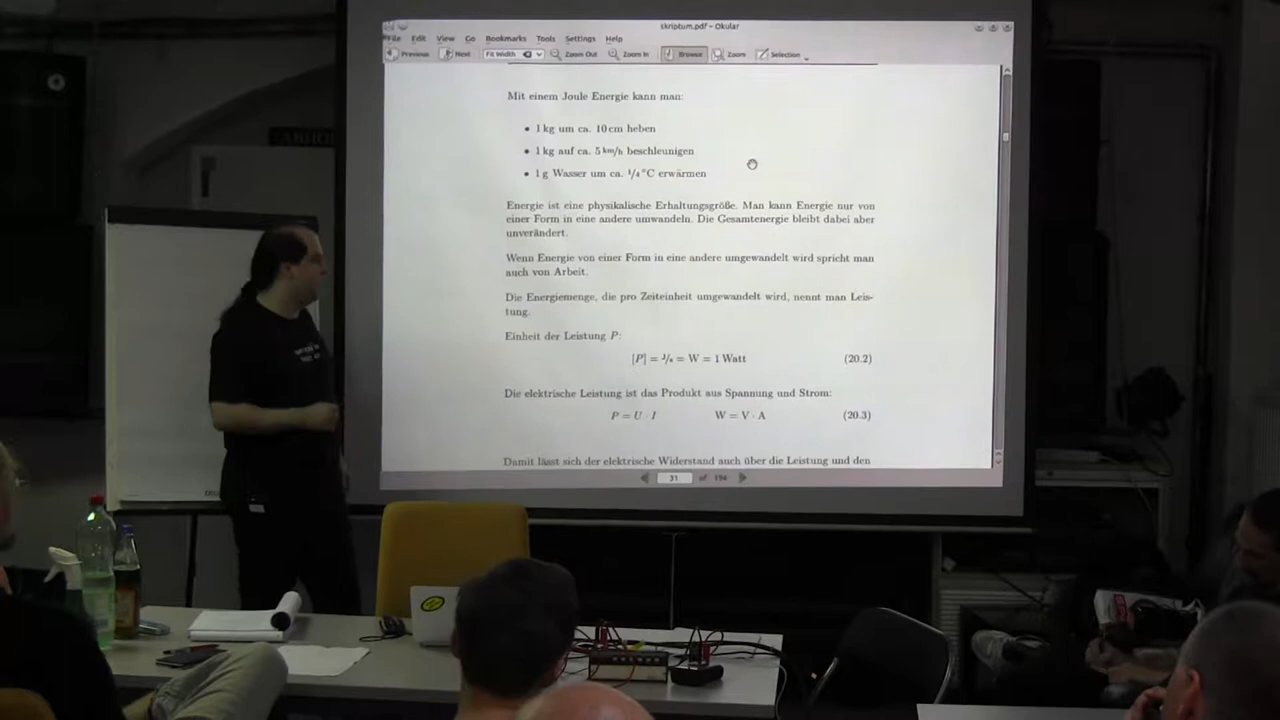 skriptum.pdf – Okular
File Edit View Go Bookmarks Tools Settings Help
Previous Next Fit Width Zoom Out Zoom In Browse Zoom Selection
Mit einem Joule Energie kann man:
• 1 kg um ca. 10 cm heben
• 1 kg auf ca. 5 km/h beschleunigen
• 1 g Wasser um ca. 1/4 °C erwärmen
Energie ist eine physikalische Erhaltungsgröße. Man kann Energie nur von
einer Form in eine andere umwandeln. Die Gesamtenergie bleibt dabei aber
unverändert.
Wenn Energie von einer Form in eine andere umgewandelt wird spricht man
auch von Arbeit.
Die Energiemenge, die pro Zeiteinheit umgewandelt wird, nennt man Leis-
tung.
Einheit der Leistung P:
[P] = J/s = W = 1 Watt (20.2)
Die elektrische Leistung ist das Produkt aus Spannung und Strom:
P = U · I W = V · A (20.3)
Damit lässt sich der elektrische Widerstand auch über die Leistung und den
31 of 194